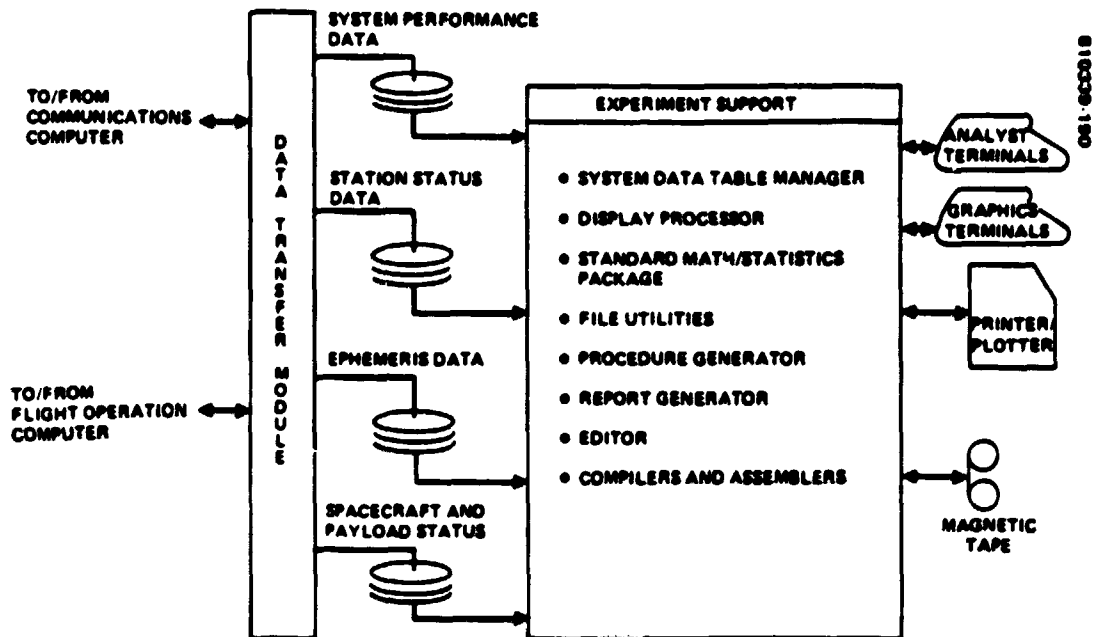 SYSTEM PERFORMANCE
DATA
TO/FROM
COMMUNICATIONS
COMPUTER
DATA TRANSFER MODULE
STATION STATUS
DATA
EPHEMERIS DATA
TO/FROM
FLIGHT OPERATION
COMPUTER
SPACECRAFT AND
PAYLOAD STATUS
EXPERIMENT SUPPORT
• SYSTEM DATA TABLE MANAGER
• DISPLAY PROCESSOR
• STANDARD MATH/STATISTICS
PACKAGE
• FILE UTILITIES
• PROCEDURE GENERATOR
• REPORT GENERATOR
• EDITOR
• COMPILERS AND ASSEMBLERS
ANALYST
TERMINALS
GRAPHICS
TERMINALS
PRINTER/
PLOTTER
MAGNETIC
TAPE